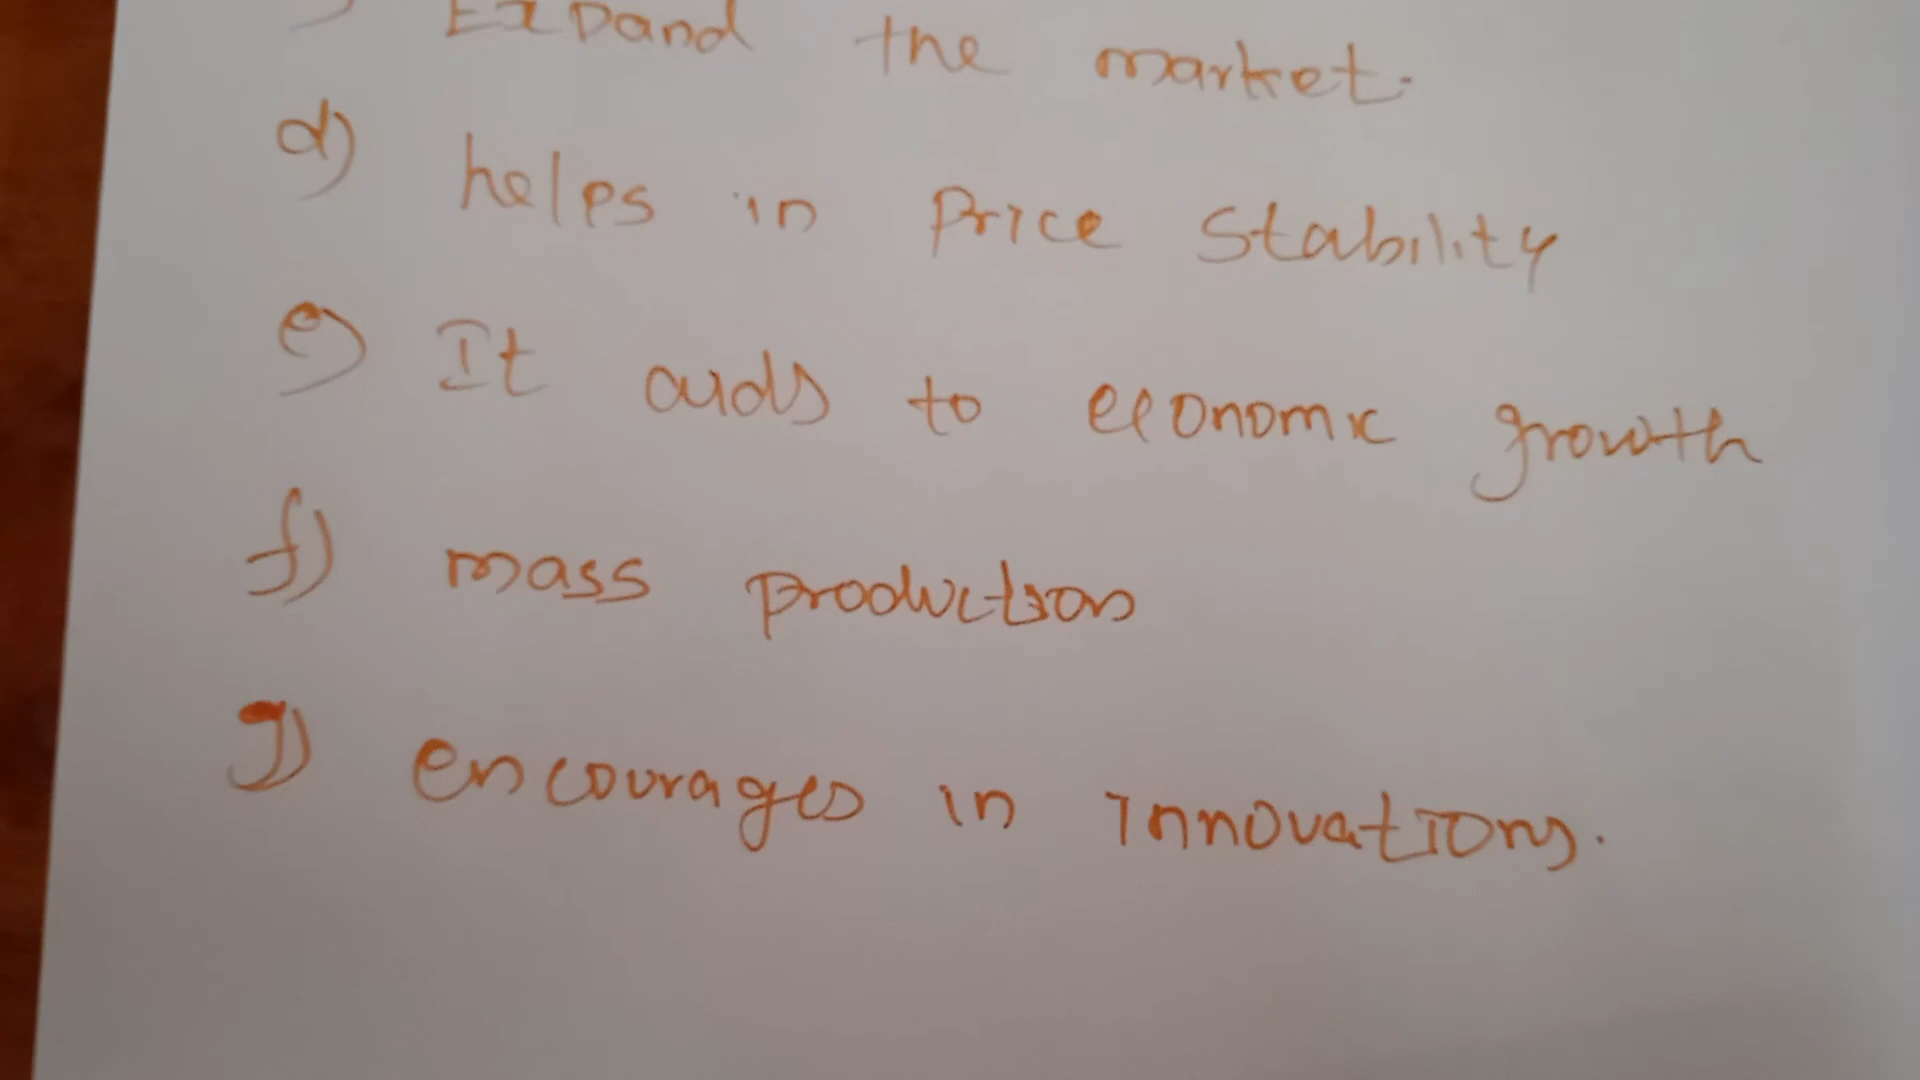 Expand the market.
d) helps in Price Stability
e) It aids to economic growth
f) mass production
g) encourages in innovations.